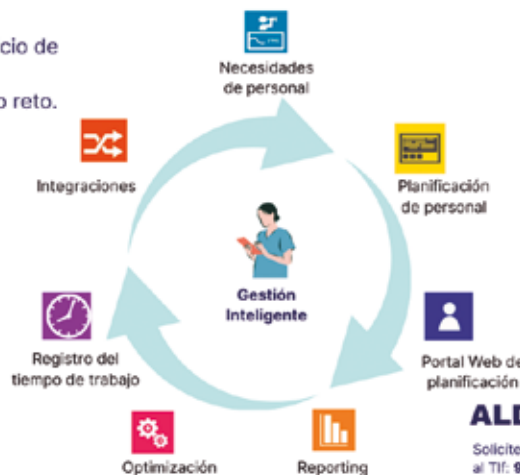 cio de
reto.
Necesidades
de personal
Integraciones
Planificación
de personal
Gestión
Inteligente
Registro del
tiempo de trabajo
Portal Web de
planificación
Optimización
Reporting
Solicite
al Tlf: